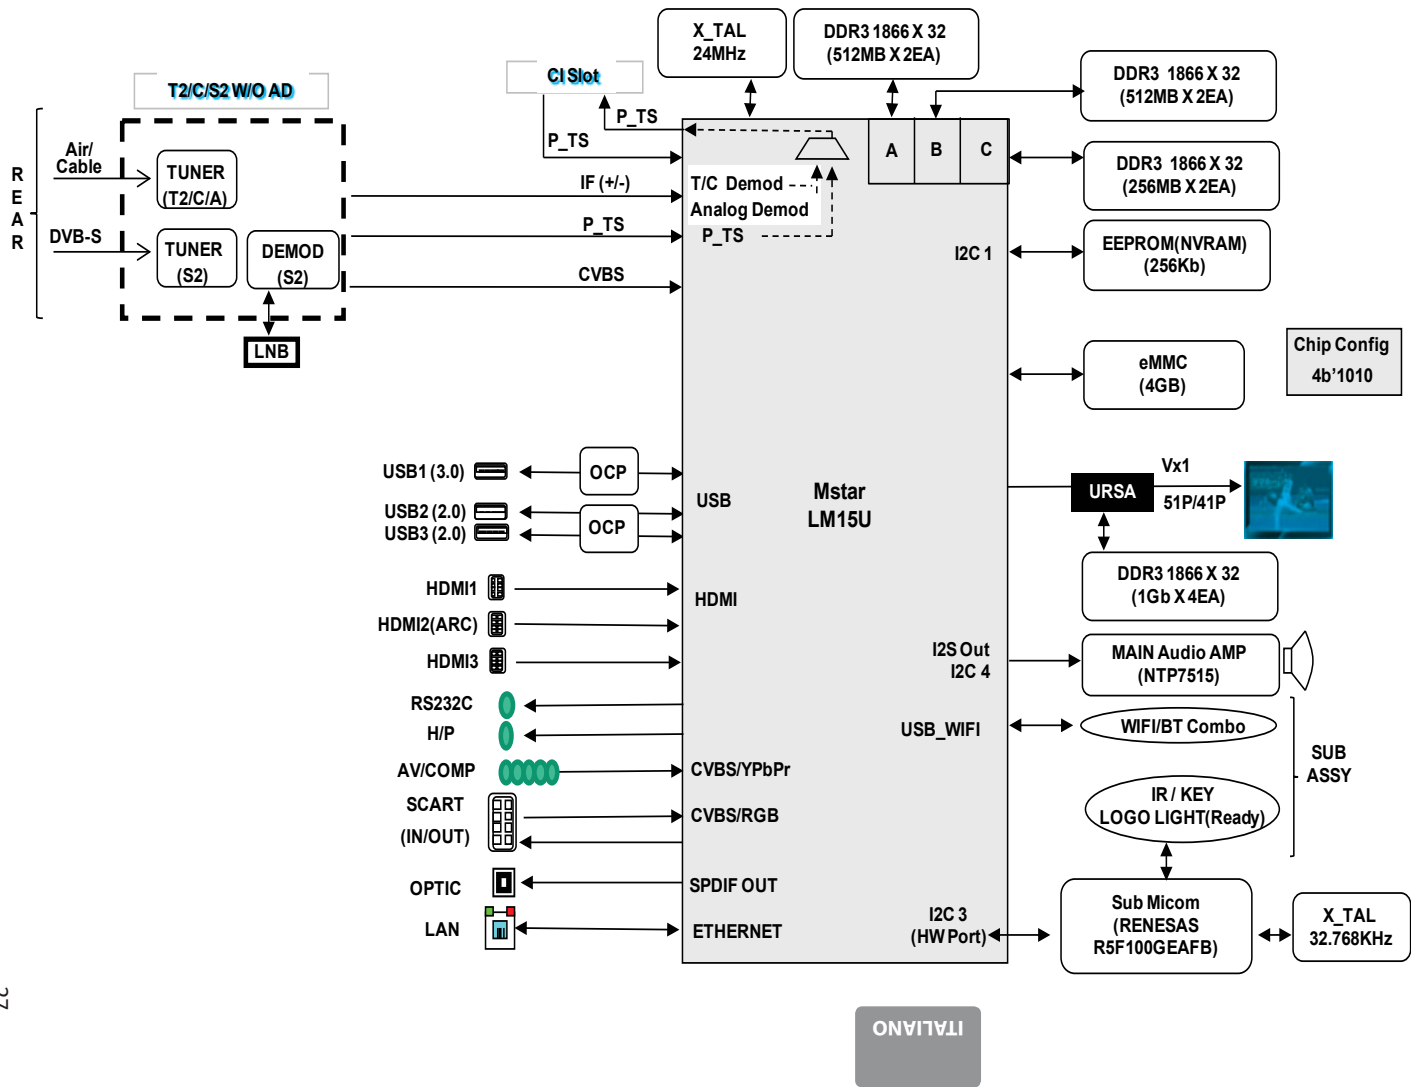 X_TAL
24MHz
DDR3 1866 X 32
(512MB X 2EA)
DDR3 1866 X 32
(512MB X 2EA)
CI Slot
T2/C/S2 W/O AD
P_TS
P_TS
A B C
DDR3 1866 X 32
(256MB X 2EA)
REAR
Air/
Cable
TUNER
(T2/C/A)
IF (+/-)
T/C Demod
Analog Demod
P_TS
P_TS
DVB-S
TUNER
(S2)
DEMOD
(S2)
CVBS
LNB
I2C 1
EEPROM(NVRAM)
(256Kb)
eMMC
(4GB)
Chip Config
4b'1010
USB1 (3.0)
OCP
USB2 (2.0)
USB3 (2.0)
OCP
USB
Mstar
LM15U
URSA
Vx1
51P/41P
DDR3 1866 X 32
(1Gb X 4EA)
HDMI1
HDMI2(ARC)
HDMI3
HDMI
I2S Out
I2C 4
MAIN Audio AMP
(NTP7515)
RS232C
H/P
USB_WIFI
WIFI/BT Combo
SUB
ASSY
AV/COMP
CVBS/YPbPr
SCART
(IN/OUT)
CVBS/RGB
IR / KEY
LOGO LIGHT(Ready)
OPTIC
SPDIF OUT
LAN
ETHERNET
I2C 3
(HW Port)
Sub Micom
(RENESAS
R5F100GEAFB)
X_TAL
32.768KHz
27
ITALIANO